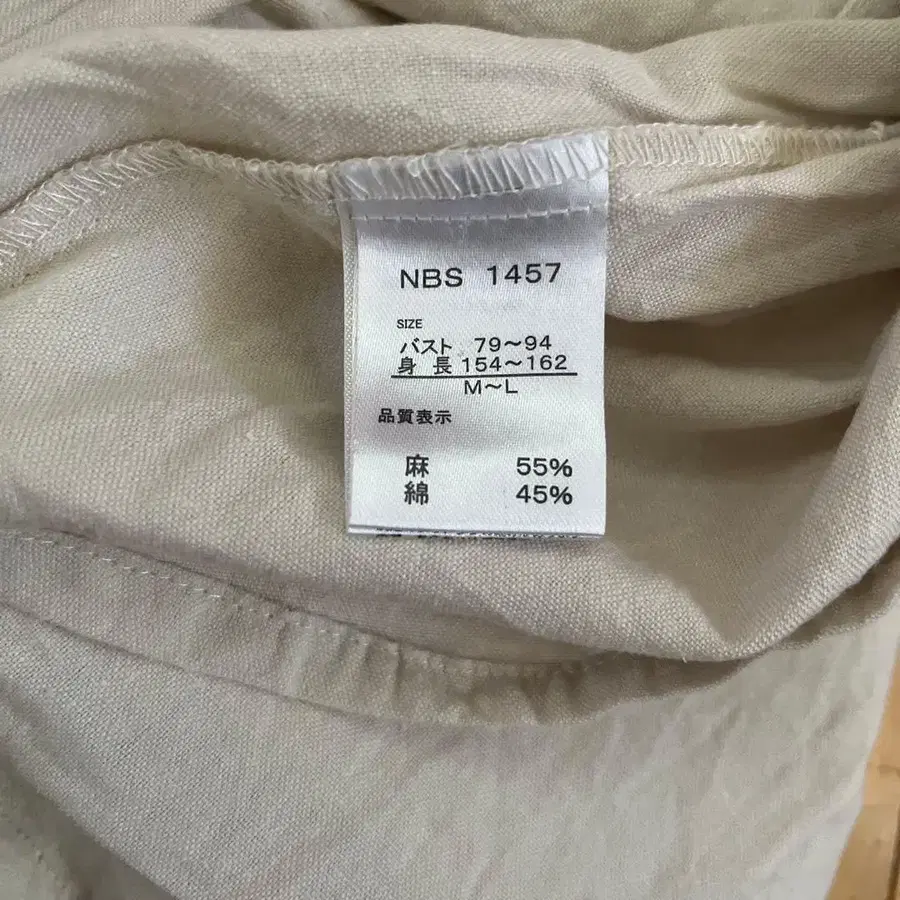 NBS 1457
SIZE
バスト 79～94
身長 154～162
M～L
品質表示
麻 55%
綿 45%